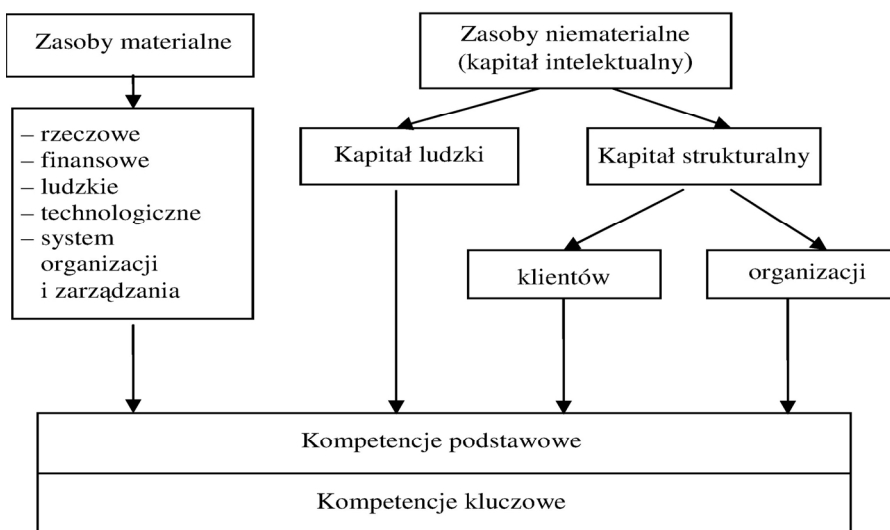 Zasoby materialne
– rzeczowe
– finansowe
– ludzkie
– technologiczne
– system
organizacji
i zarządzania
Zasoby niematerialne
(kapitał intelektualny)
Kapitał ludzki
Kapitał strukturalny
klientów
organizacji
Kompetencje podstawowe
Kompetencje kluczowe